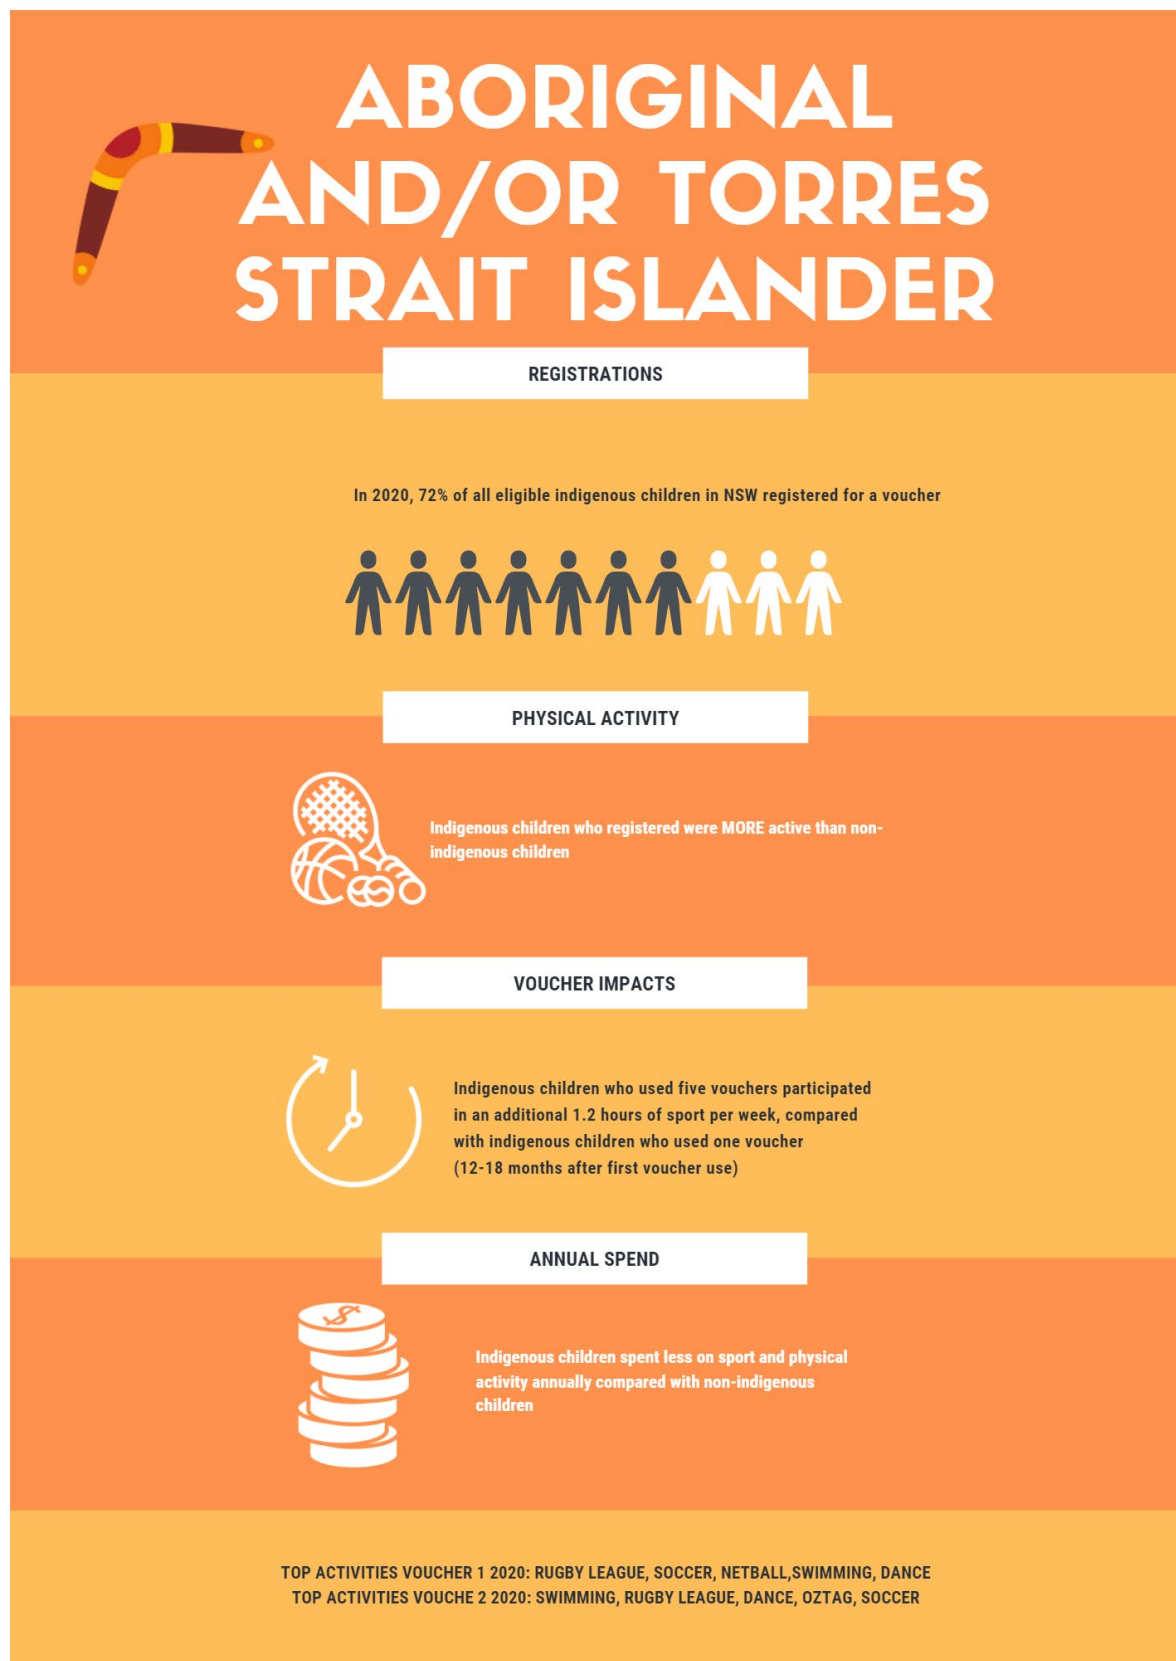 ABORIGINAL
AND/OR TORRES
STRAIT ISLANDER
REGISTRATIONS
In 2020, 72% of all eligible indigenous children in NSW registered for a voucher
PHYSICAL ACTIVITY
Indigenous children who registered were MORE active than non-
indigenous children
VOUCHER IMPACTS
Indigenous children who used five vouchers participated
in an additional 1.2 hours of sport per week, compared
with indigenous children who used one voucher
(12-18 months after first voucher use)
ANNUAL SPEND
$
Indigenous children spent less on sport and physical
activity annually compared with non-indigenous
children
TOP ACTIVITIES VOUCHER 1 2020: RUGBY LEAGUE, SOCCER, NETBALL,SWIMMING, DANCE
TOP ACTIVITIES VOUCHE 2 2020: SWIMMING, RUGBY LEAGUE, DANCE, OZTAG, SOCCER